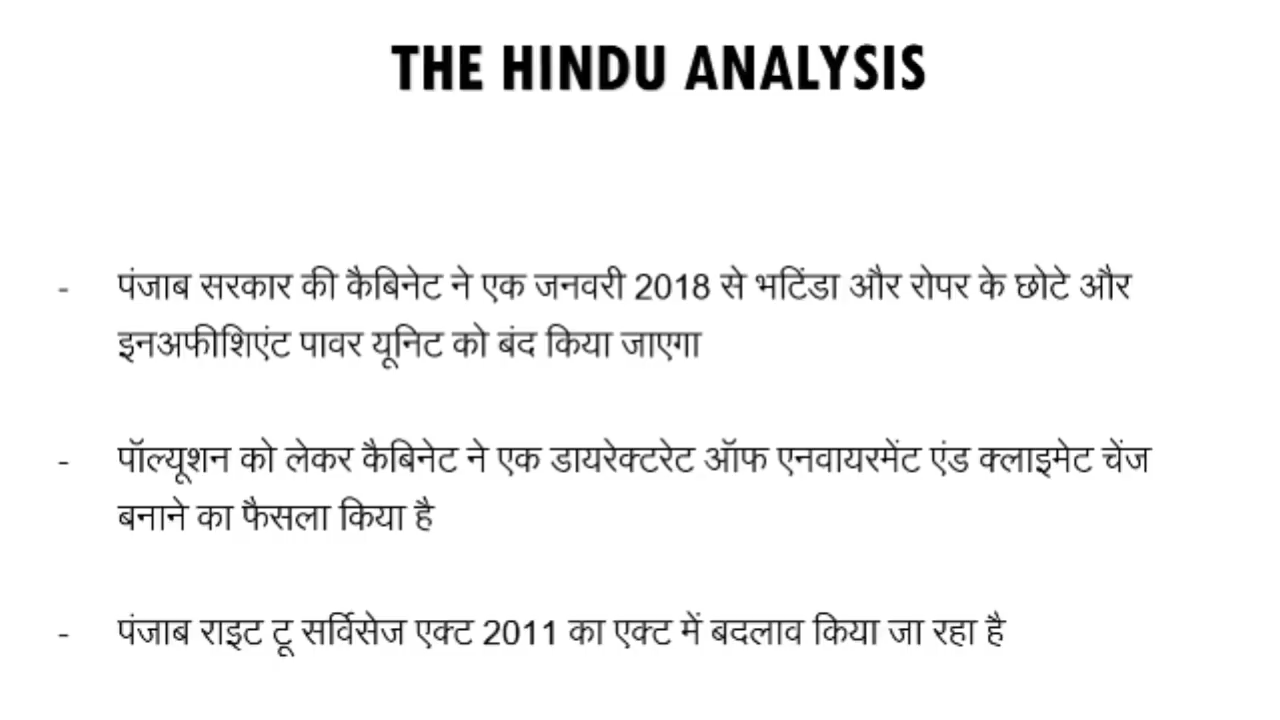 THE HINDU ANALYSIS
- पंजाब सरकार की कैबिनेट ने एक जनवरी 2018 से भटिंडा और रोपर के छोटे और
इनअफीशिएंट पावर यूनिट को बंद किया जाएगा
- पॉल्यूशन को लेकर कैबिनेट ने एक डायरेक्टरेट ऑफ एनवायरमेंट एंड क्लाइमेट चेंज
बनाने का फैसला किया है
- पंजाब राइट टू सर्विसेज एक्ट 2011 का एक्ट में बदलाव किया जा रहा है